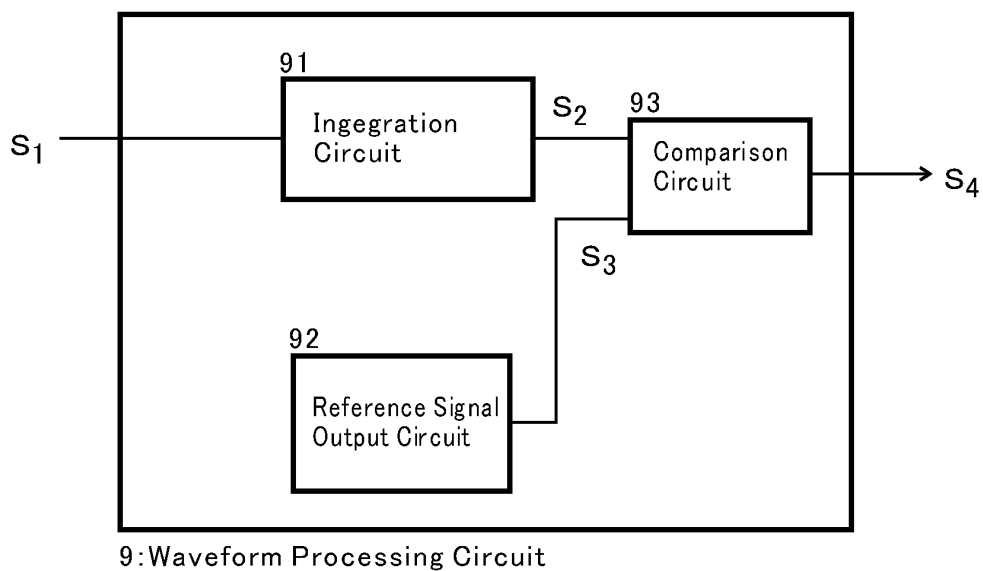 91
Ingegration
Circuit
S1
S2
93
Comparison
Circuit
S4
S3
92
Reference Signal
Output Circuit
9:Waveform Processing Circuit